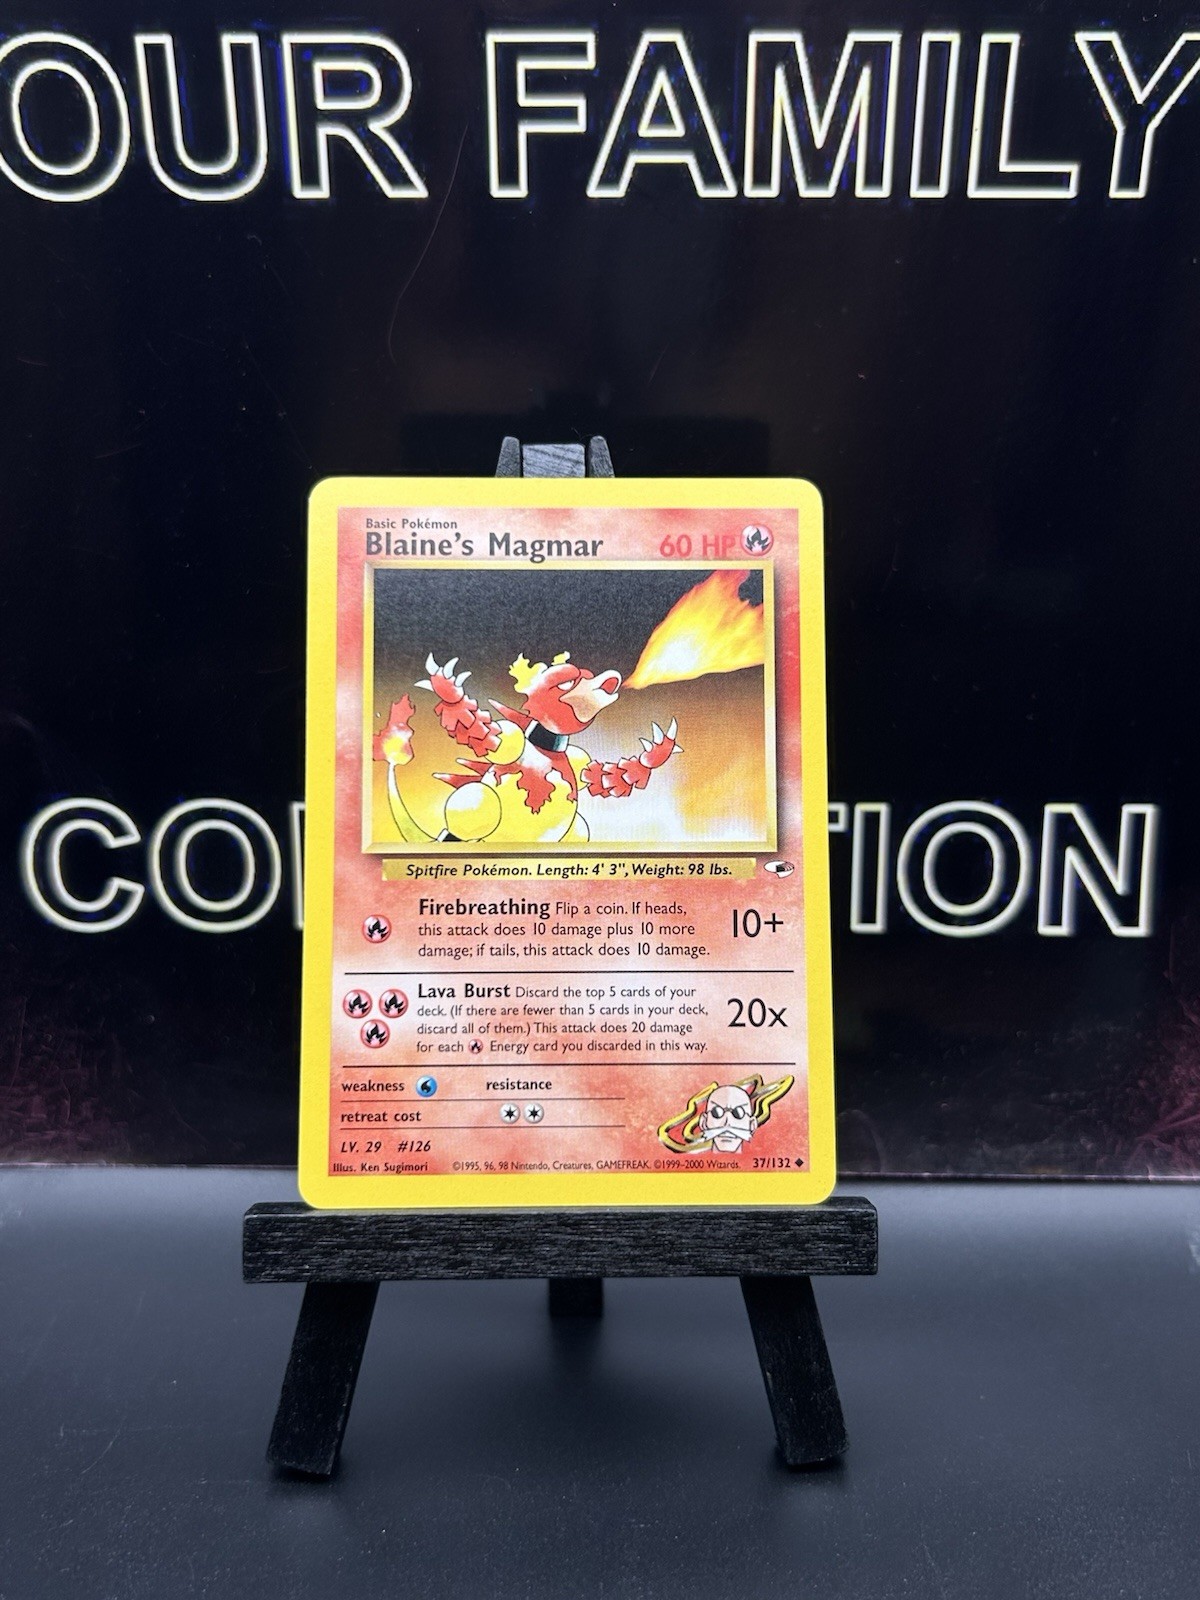 OUR FAMILY
CO TION
Basic Pokémon
Blaine's Magmar 60 HP
Spitfire Pokémon. Length: 4' 3", Weight: 98 lbs.
Firebreathing Flip a coin. If heads,
this attack does 10 damage plus 10 more
damage; if tails, this attack does 10 damage.
10+
Lava Burst Discard the top 5 cards of your
deck. (If there are fewer than 5 cards in your deck,
discard all of them.) This attack does 20 damage
for each Energy card you discarded in this way.
20x
weakness resistance
retreat cost
LV. 29 #126
Illus. Ken Sugimori ©1995, 96, 98 Nintendo, Creatures, GAMEFREAK. ©1999-2000 Wizards. 37/132